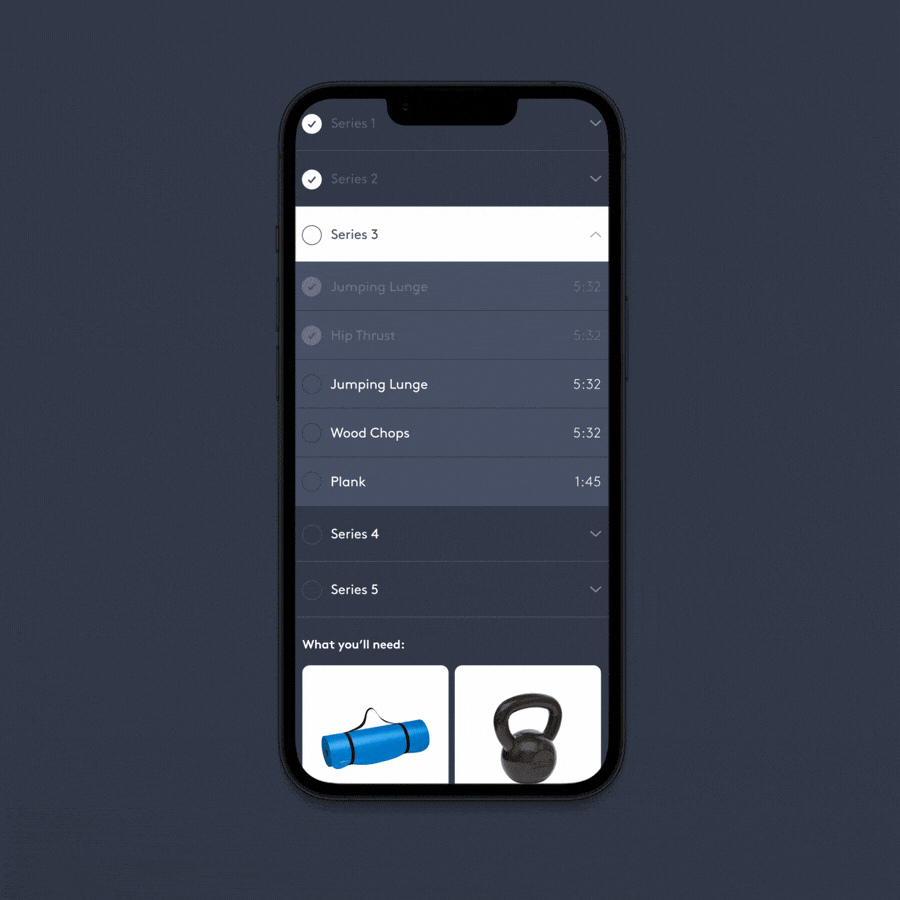 Series 1
Series 2
Series 3
Jumping Lunge 5:32
Hip Thrust 5:32
Jumping Lunge 5:32
Wood Chops 5:32
Plank 1:45
Series 4
Series 5
What you’ll need: